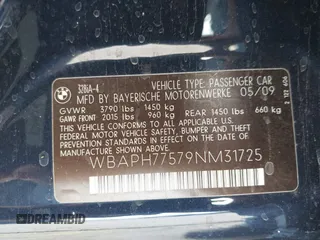 BMW
328iA-4 VEHICLE TYPE: PASSENGER CAR
MFD BY BAYERISCHE MOTORENWERKE 05/09
GVWR 3790 lbs 1450 kg
GAWR FRONT 2015 lbs 960 kg REAR 1450 lbs 660 kg
THIS VEHICLE CONFORMS TO ALL APPLICABLE
FEDERAL MOTOR VEHICLE SAFETY, BUMPER
AND THEFT PREVENTION STANDARDS
IN EFFECT ON THE DATE OF MANUFACTURE
SHOWN ABOVE.
WBAPH77579NM31725
DREAMBID